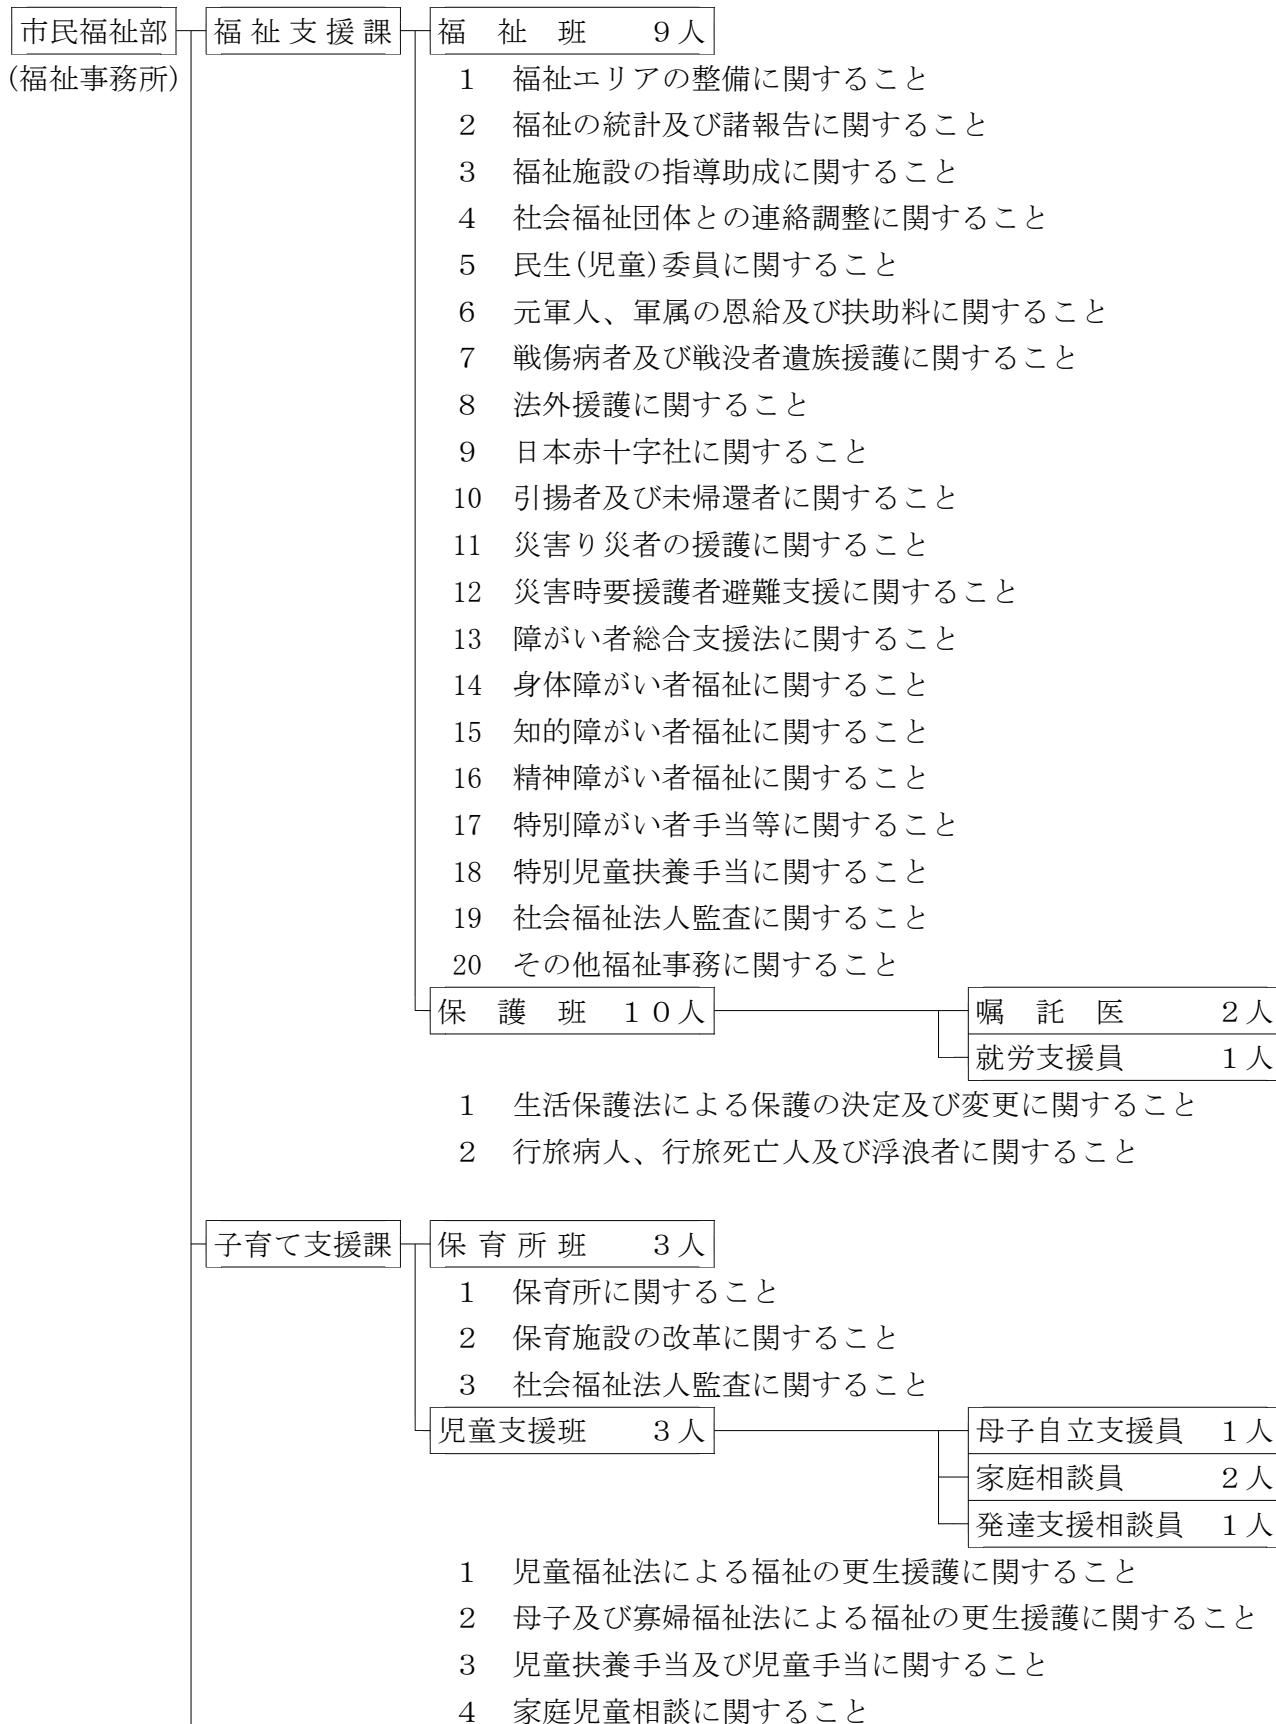 市民福祉部 福祉支援課 福祉班 ９人
(福祉事務所)
１ 福祉エリアの整備に関すること
２ 福祉の統計及び諸報告に関すること
３ 福祉施設の指導助成に関すること
４ 社会福祉団体との連絡調整に関すること
５ 民生(児童)委員に関すること
６ 元軍人、軍属の恩給及び扶助料に関すること
７ 戦傷病者及び戦没者遺族援護に関すること
８ 法外援護に関すること
９ 日本赤十字社に関すること
10 引揚者及び未帰還者に関すること
11 災害り災者の援護に関すること
12 災害時要援護者避難支援に関すること
13 障がい者総合支援法に関すること
14 身体障がい者福祉に関すること
15 知的障がい者福祉に関すること
16 精神障がい者福祉に関すること
17 特別障がい者手当等に関すること
18 特別児童扶養手当に関すること
19 社会福祉法人監査に関すること
20 その他福祉事務に関すること
保護班 １０人 嘱託医 ２人
就労支援員 １人
１ 生活保護法による保護の決定及び変更に関すること
２ 行旅病人、行旅死亡人及び浮浪者に関すること
子育て支援課 保育所班 ３人
１ 保育所に関すること
２ 保育施設の改革に関すること
３ 社会福祉法人監査に関すること
児童支援班 ３人 母子自立支援員 １人
家庭相談員 ２人
発達支援相談員 １人
１ 児童福祉法による福祉の更生援護に関すること
２ 母子及び寡婦福祉法による福祉の更生援護に関すること
３ 児童扶養手当及び児童手当に関すること
４ 家庭児童相談に関すること